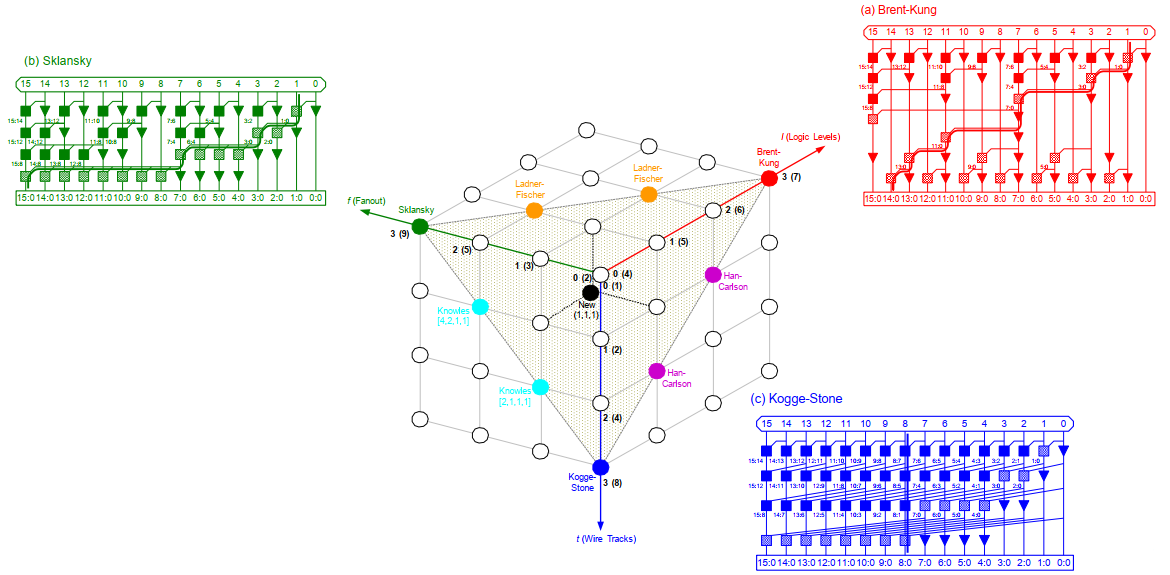 (a) Brent-Kung
15 14 13 12 11 10 9 8 7 6 5 4 3 2 1 0
15:14 13:12 11:10 9:8 7:6 5:4 3:2 1:0
15:12 11:8 7:4 3:0
15:8 7:0
11:0
13:0 9:0 5:0
15:0 14:0 13:0 12:0 11:0 10:0 9:0 8:0 7:0 6:0 5:0 4:0 3:0 2:0 1:0 0:0
(b) Sklansky
15 14 13 12 11 10 9 8 7 6 5 4 3 2 1 0
15:14 13:12 11:10 9:8 7:6 5:4 3:2 1:0
15:12 14:12 11:8 10:8 7:4 6:4 3:0 2:0
15:8 14:8 13:8 12:8
15:0 14:0 13:0 12:0 11:0 10:0 9:0 8:0 7:0 6:0 5:0 4:0 3:0 2:0 1:0 0:0
l (Logic Levels)
Brent-
Kung
3 (7)
Ladner-
Fischer
Ladner-
Fischer
f (Fanout)
Sklansky
3 (9)
2 (6)
2 (5)
1 (5)
1 (3)
0 (2)
0 (4)
0 (1)
New
(1,1,1)
Han-
Carlson
Knowles
[4,2,1,1]
1 (2)
Han-
Carlson
Knowles
[2,1,1,1]
2 (4)
Kogge-
Stone
3 (8)
t (Wire Tracks)
(c) Kogge-Stone
15 14 13 12 11 10 9 8 7 6 5 4 3 2 1 0
15:14 14:13 13:12 12:11 11:10 10:9 9:8 8:7 7:6 6:5 5:4 4:3 3:2 2:1 1:0
15:12 14:11 13:10 12:9 11:8 10:7 9:6 8:5 7:4 6:3 5:2 4:1 3:0 2:0
15:8 14:7 13:6 12:5 11:4 10:3 9:2 8:1 7:0 6:0 5:0 4:0
15:0 14:0 13:0 12:0 11:0 10:0 9:0 8:0 7:0 6:0 5:0 4:0 3:0 2:0 1:0 0:0